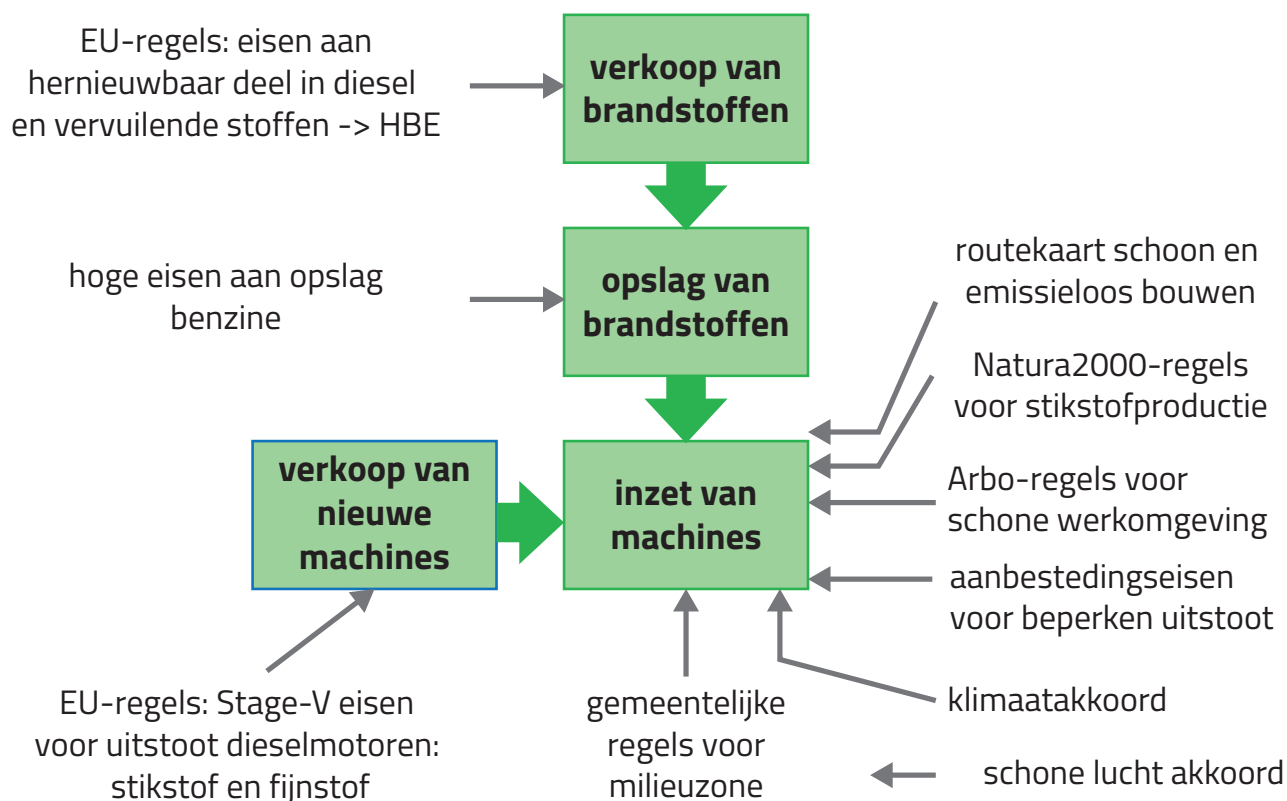 EU-regels: eisen aan
hernieuwbaar deel in diesel
en vervuilende stoffen -> HBE
verkoop van
brandstoffen
hoge eisen aan opslag
benzine
opslag van
brandstoffen
routekaart schoon en
emissieloos bouwen
Natura2000-regels
voor stikstofproductie
verkoop van
nieuwe
machines
inzet van
machines
Arbo-regels voor
schone werkomgeving
aanbestedingseisen
voor beperken uitstoot
EU-regels: Stage-V eisen
voor uitstoot dieselmotoren:
stikstof en fijnstof
gemeentelijke
regels voor
milieuzone
klimaatakkoord
schone lucht akkoord